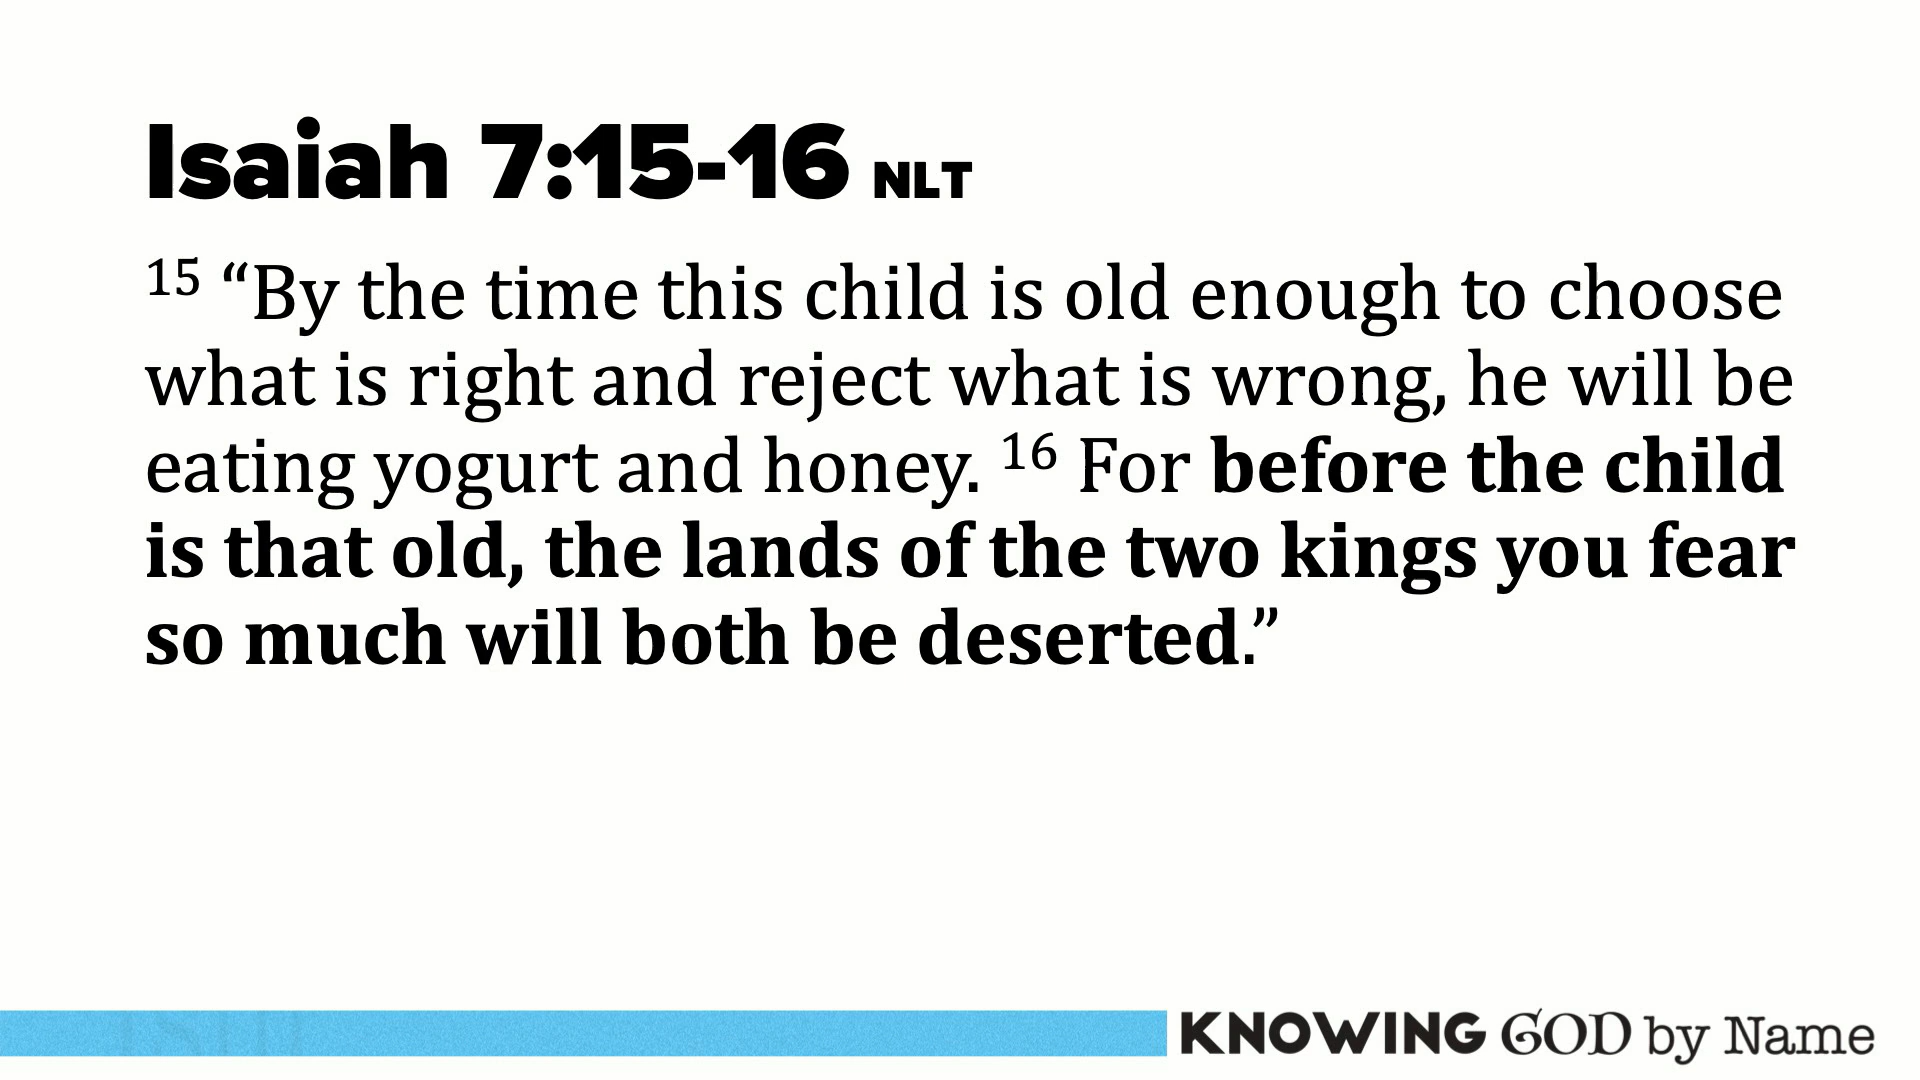 Isaiah 7:15-16 NLT
15 “By the time this child is old enough to choose
what is right and reject what is wrong, he will be
eating yogurt and honey. 16 For before the child
is that old, the lands of the two kings you fear
so much will both be deserted.”
KNOWING GOD by Name